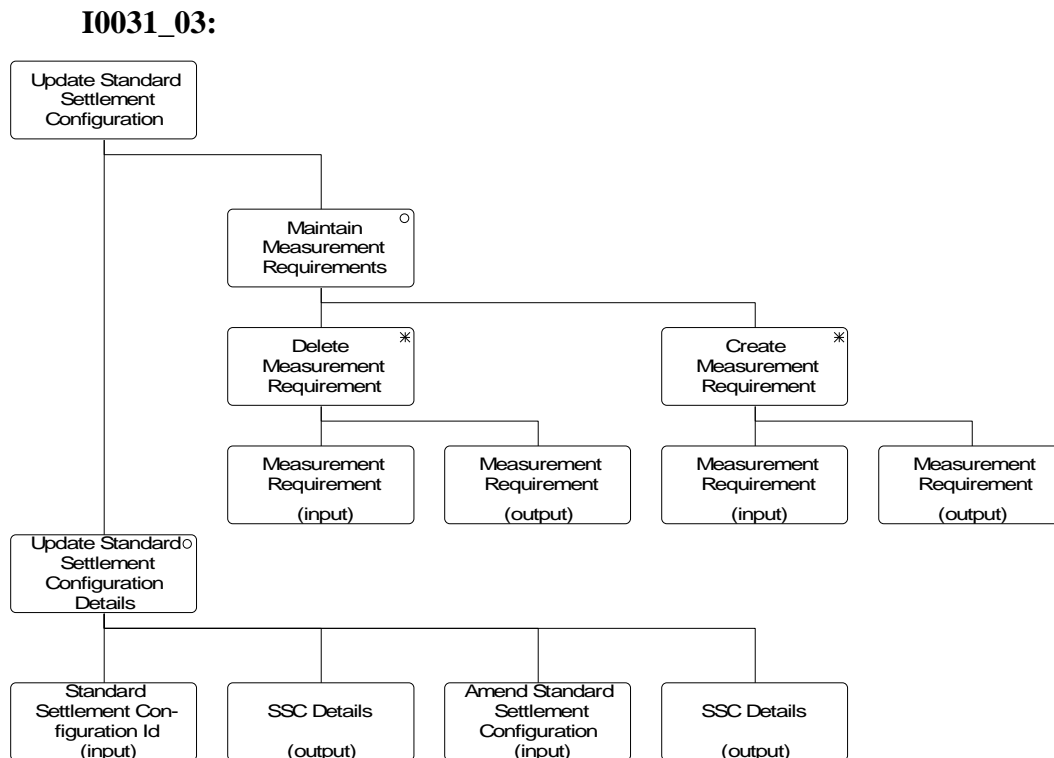 I0031_03:
Update Standard
Settlement
Configuration
Maintain
Measurement
Requirements
Delete
Measurement
Requirement
Create
Measurement
Requirement
Measurement
Requirement
(input)
Measurement
Requirement
(output)
Measurement
Requirement
(input)
Measurement
Requirement
(output)
Update Standard
Settlement
Configuration
Details
Standard
Settlement Con-
figuration Id
(input)
SSC Details
(output)
Amend Standard
Settlement
Configuration
(input)
SSC Details
(output)